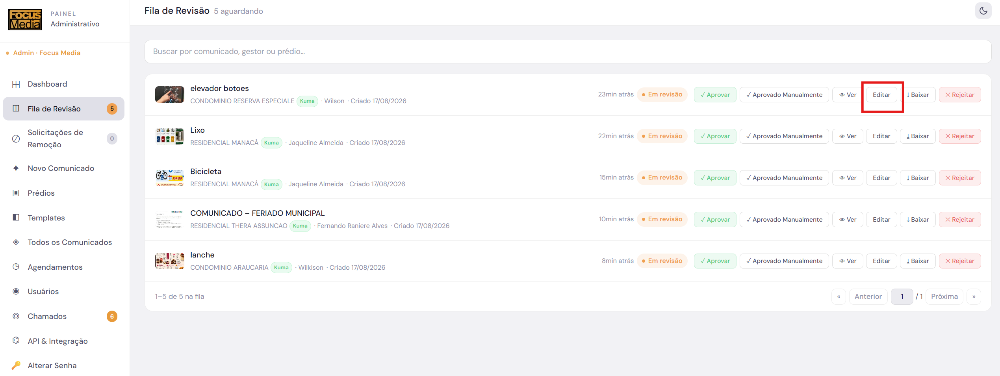 Focus
Media
PAINEL
Administrativo
Admin · Focus Media
Dashboard
Fila de Revisão 5
Solicitações de
Remoção 0
Novo Comunicado
Prédios
Templates
Todos os Comunicados
Agendamentos
Usuários
Chamados 6
API & Integração
Alterar Senha
Fila de Revisão 5 aguardando
Buscar por comunicado, gestor ou prédio...
elevador botoes
CONDOMINIO RESERVA ESPECIALE Kuma · Wilson · Criado 17/08/2026
23min atrás Em revisão ✓ Aprovar ✓ Aprovado Manualmente Ver Editar ↓ Baixar ✕ Rejeitar
Lixo
RESIDENCIAL MANACÁ Kuma · Jaqueline Almeida · Criado 17/08/2026
22min atrás Em revisão ✓ Aprovar ✓ Aprovado Manualmente Ver Editar ↓ Baixar ✕ Rejeitar
Bicicleta
RESIDENCIAL MANACÁ Kuma · Jaqueline Almeida · Criado 17/08/2026
15min atrás Em revisão ✓ Aprovar ✓ Aprovado Manualmente Ver Editar ↓ Baixar ✕ Rejeitar
COMUNICADO – FERIADO MUNICIPAL
RESIDENCIAL THERA ASSUNCAO Kuma · Fernando Raniere Alves · Criado 17/08/2026
10min atrás Em revisão ✓ Aprovar ✓ Aprovado Manualmente Ver Editar ↓ Baixar ✕ Rejeitar
lanche
CONDOMINIO ARAUCARIA Kuma · Wilkison · Criado 17/08/2026
8min atrás Em revisão ✓ Aprovar ✓ Aprovado Manualmente Ver Editar ↓ Baixar ✕ Rejeitar
1–5 de 5 na fila
« Anterior 1 / 1 Próxima »